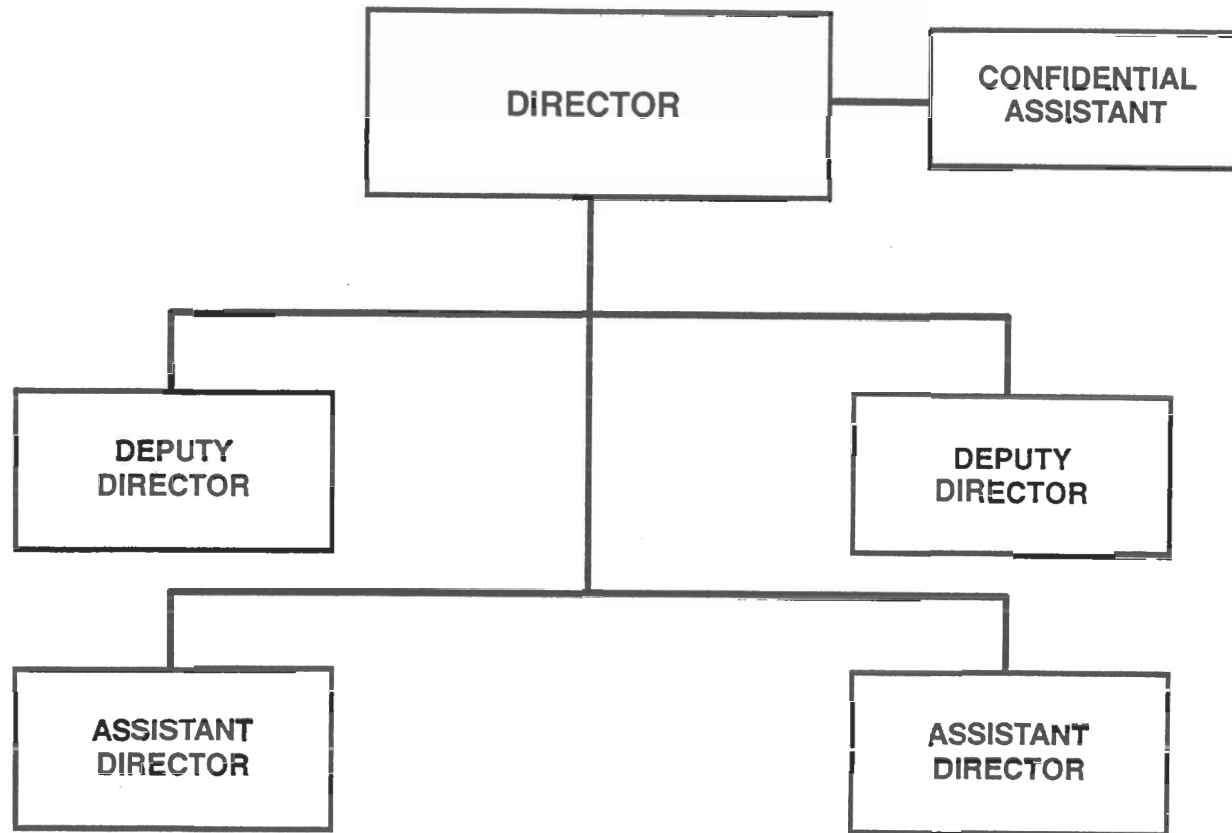 DIRECTOR
CONFIDENTIAL
ASSISTANT
DEPUTY
DIRECTOR
DEPUTY
DIRECTOR
ASSISTANT
DIRECTOR
ASSISTANT
DIRECTOR